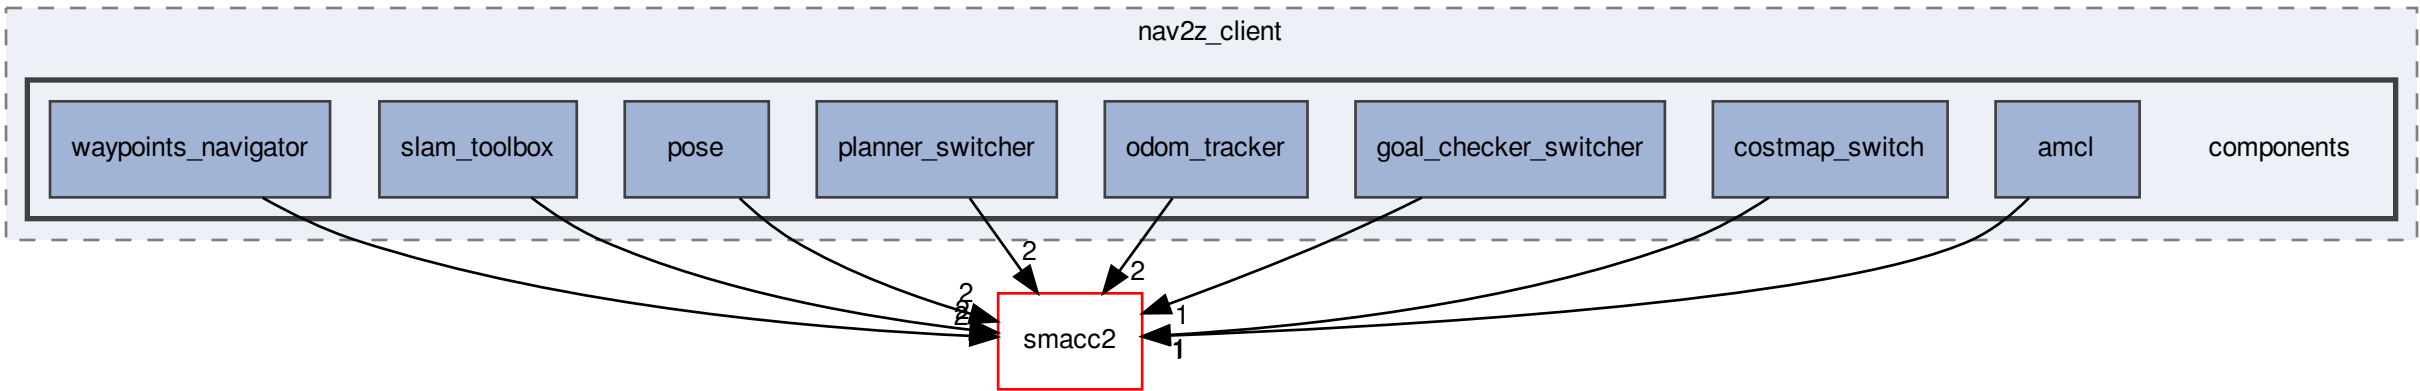 nav2z_client
waypoints_navigator
slam_toolbox
pose
planner_switcher
odom_tracker
goal_checker_switcher
costmap_switch
amcl
components
2
2
2
2
1
1
1
smacc2